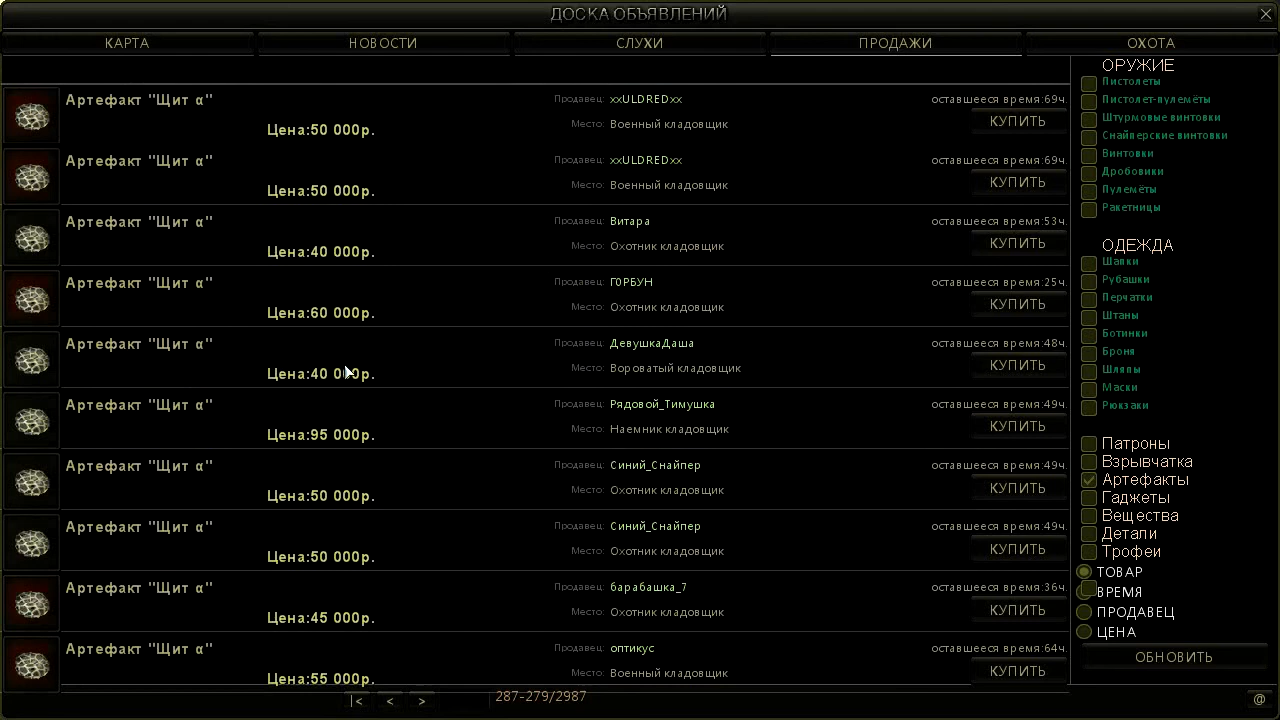 ДОСКА ОБЪЯВЛЕНИЙ
КАРТА НОВОСТИ СЛУХИ ПРОДАЖИ ОХОТА
Артефакт "Щит α" Продавец: xxULDREDxx оставшееся время:69ч.
Цена:50 000р. Место: Военный кладовщик КУПИТЬ
Артефакт "Щит α" Продавец: xxULDREDxx оставшееся время:69ч.
Цена:50 000р. Место: Военный кладовщик КУПИТЬ
Артефакт "Щит α" Продавец: Витара оставшееся время:53ч.
Цена:40 000р. Место: Охотник кладовщик КУПИТЬ
Артефакт "Щит α" Продавец: Г0РБУН оставшееся время:25ч.
Цена:60 000р. Место: Охотник кладовщик КУПИТЬ
Артефакт "Щит α" Продавец: ДевушкаДаша оставшееся время:48ч.
Цена:40 000р. Место: Вороватый кладовщик КУПИТЬ
Артефакт "Щит α" Продавец: Рядовой_Тимушка оставшееся время:49ч.
Цена:95 000р. Место: Наемник кладовщик КУПИТЬ
Артефакт "Щит α" Продавец: Синий_Снайпер оставшееся время:49ч.
Цена:50 000р. Место: Охотник кладовщик КУПИТЬ
Артефакт "Щит α" Продавец: Синий_Снайпер оставшееся время:49ч.
Цена:50 000р. Место: Охотник кладовщик КУПИТЬ
Артефакт "Щит α" Продавец: барабашка_7 оставшееся время:36ч.
Цена:45 000р. Место: Охотник кладовщик КУПИТЬ
Артефакт "Щит α" Продавец: оптикус оставшееся время:64ч.
Цена:55 000р. Место: Военный кладовщик КУПИТЬ
|< < > 287-279/2987
ОРУЖИЕ
Пистолеты
Пистолет-пулемёты
Штурмовые винтовки
Снайперские винтовки
Винтовки
Дробовики
Пулемёты
Ракетницы
ОДЕЖДА
Шапки
Рубашки
Перчатки
Штаны
Ботинки
Броня
Шляпы
Маски
Рюкзаки
Патроны
Взрывчатка
Артефакты
Гаджеты
Вещества
Детали
Трофеи
ТОВАР
ВРЕМЯ
ПРОДАВЕЦ
ЦЕНА
ОБНОВИТЬ
@